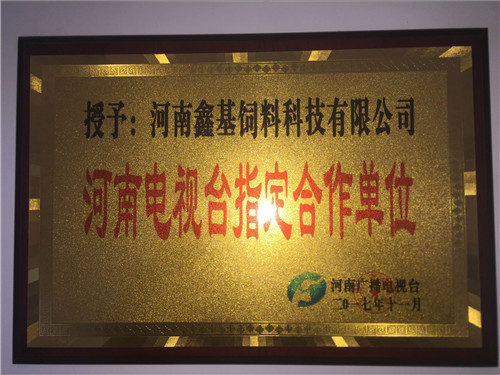 授予：河南鑫基饲料科技有限公司
河南电视台指定合作单位
河南广播电视台
二〇一七年十一月